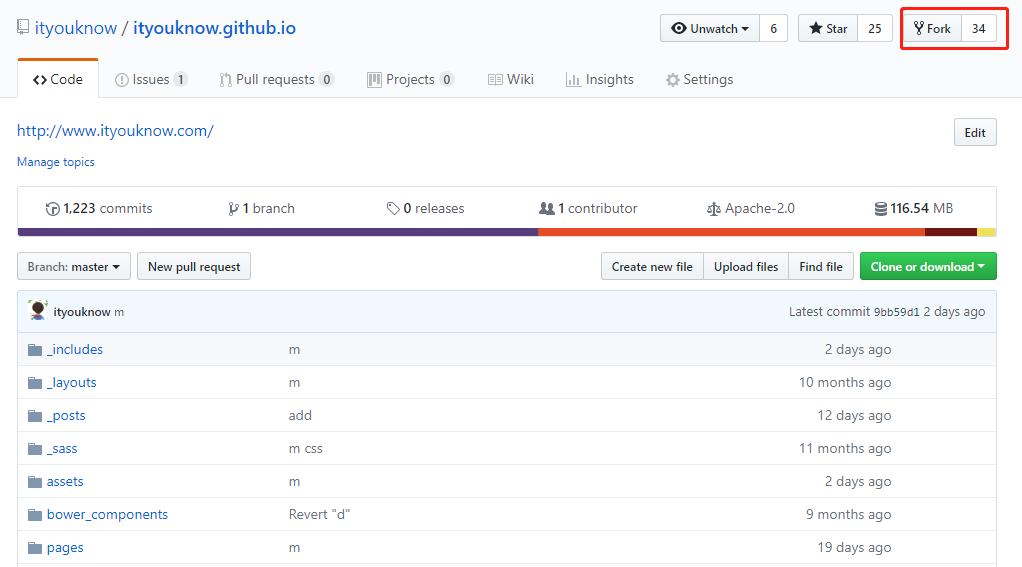 ityouknow / ityouknow.github.io Unwatch 6 Star 25 Fork 34
Code Issues 1 Pull requests 0 Projects 0 Wiki Insights Settings
http://www.ityouknow.com/ Edit
Manage topics
1,223 commits 1 branch 0 releases 1 contributor Apache-2.0 116.54 MB
Branch: master New pull request Create new file Upload files Find file Clone or download
ityouknow m Latest commit 9bb59d1 2 days ago
_includes m 2 days ago
_layouts m 10 months ago
_posts add 12 days ago
_sass m css 11 months ago
assets m 2 days ago
bower_components Revert "d" 9 months ago
pages m 19 days ago